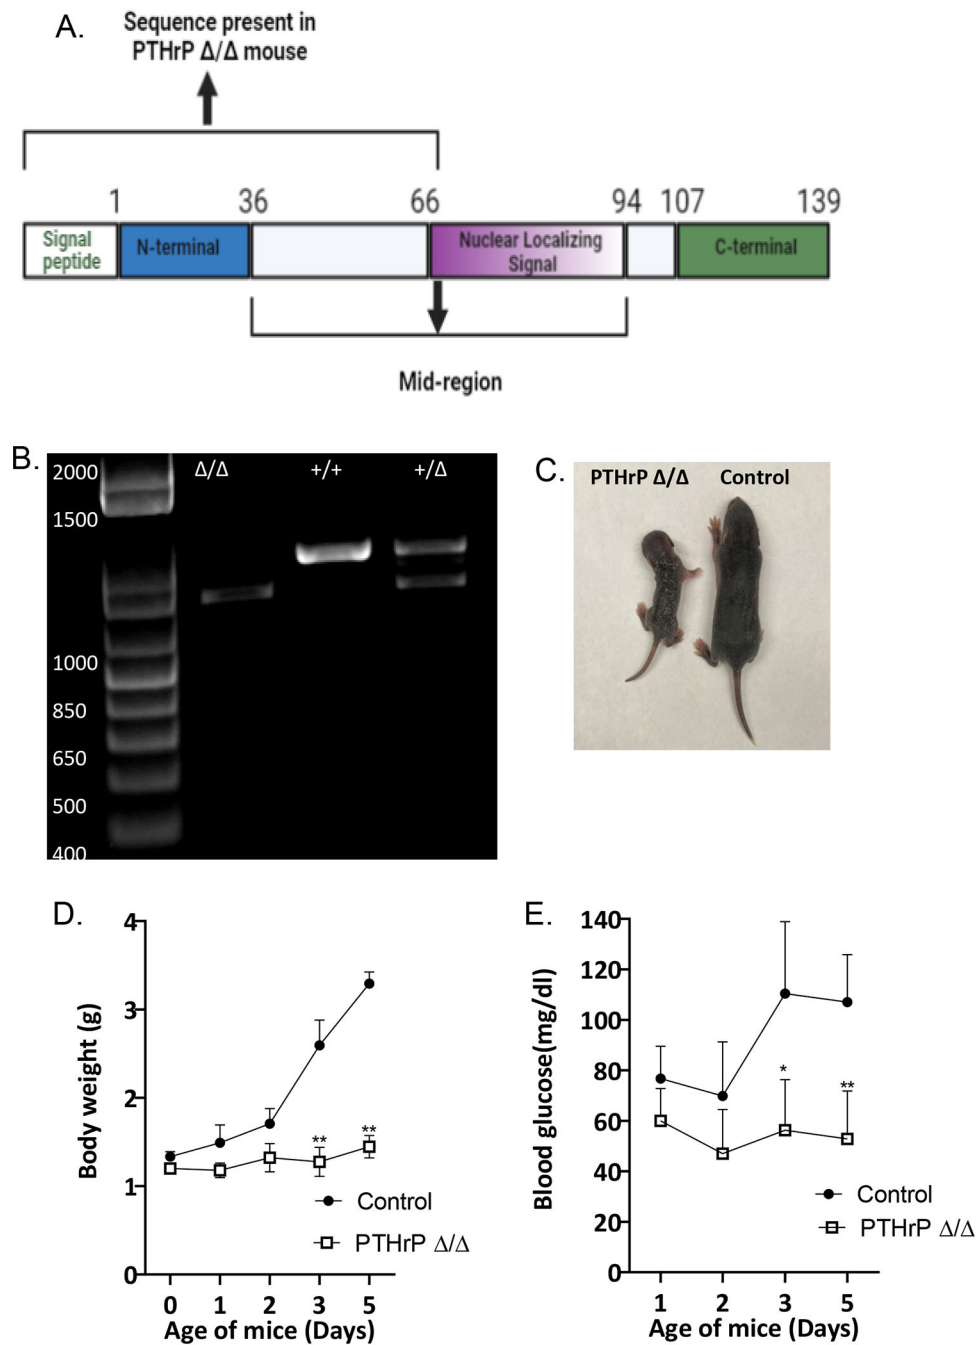 A.
Sequence present in
PTHrP Δ/Δ mouse
1 36 66 94 107 139
Signal
peptide
N-terminal
Nuclear Localizing
Signal
C-terminal
Mid-region
B.
Δ/Δ +/+ +/Δ
2000
1500
1000
850
650
500
400
C.
PTHrP Δ/Δ Control
D.
4
3
2
1
0
Body weight (g)
** **
Control
PTHrP Δ/Δ
0 1 2 3 5
Age of mice (Days)
E.
140
120
100
80
60
40
20
0
Blood glucose(mg/dl)
* **
Control
PTHrP Δ/Δ
1 2 3 5
Age of mice (Days)